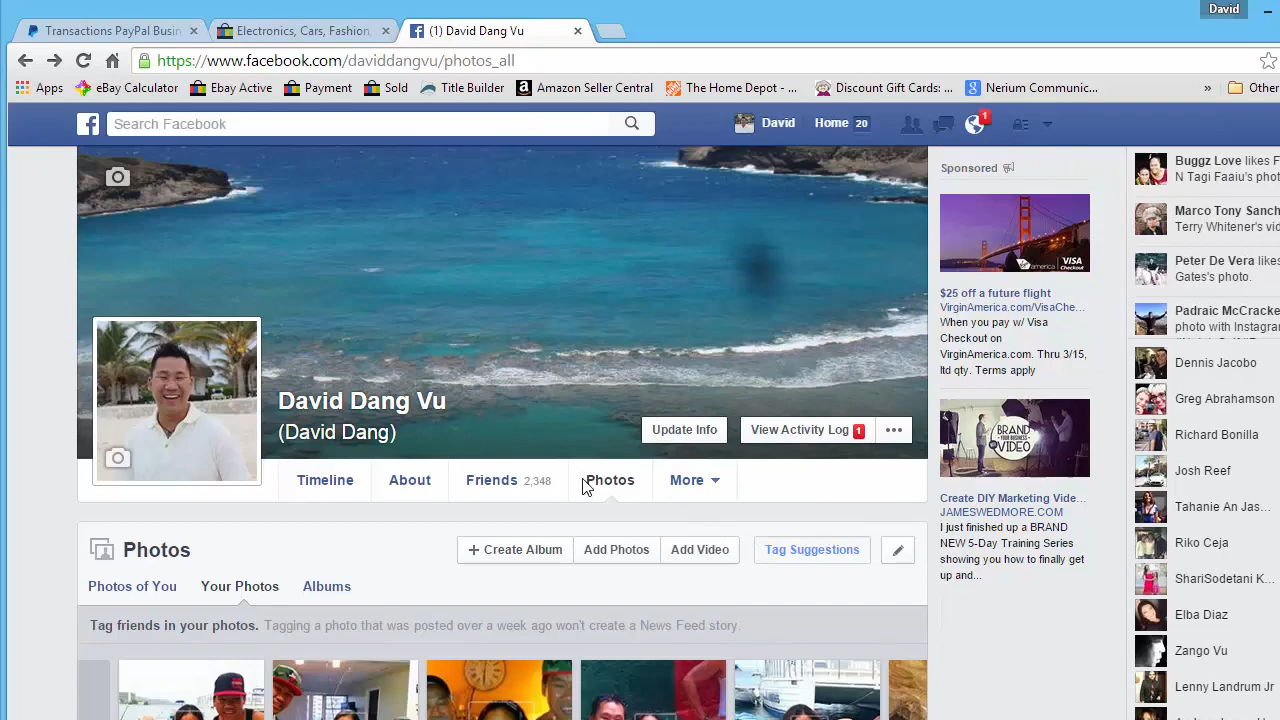 David
Transactions PayPal Busin
Electronics, Cars, Fashion,
(1) David Dang Vu
https://www.facebook.com/daviddangvu/photos_all
Apps
eBay Calculator
Ebay Active
Payment
Sold
Title Builder
Amazon Seller Central
The Home Depot - ...
Discount Gift Cards: ...
Nerium Communic...
»
Other
Search Facebook
David
Home 20
1
Sponsored
america VISA
Checkout
$25 off a future flight
VirginAmerica.com/VisaChe...
When you pay w/ Visa
Checkout on
VirginAmerica.com. Thru 3/15,
ltd qty. Terms apply
BRAND
YOUR BUSINESS
VIDEO
Create DIY Marketing Vide...
JAMESWEDMORE.COM
I just finished up a BRAND
NEW 5-Day Training Series
showing you how to finally get
up and...
Buggz Love likes F
N Tagi Faaiu's phot
Marco Tony Sanch
Terry Whitener's vid
Peter De Vera likes
Gates's photo.
Padraic McCracke
photo with Instagra
Dennis Jacobo
Greg Abrahamson
Richard Bonilla
Josh Reef
Tahanie An Jas...
Riko Ceja
ShariSodetani K...
Elba Diaz
Zango Vu
Lenny Landrum Jr
David Dang Vu
(David Dang)
Update Info
View Activity Log 1
...
Timeline
About
Friends 2,348
Photos
More
Photos
+ Create Album
Add Photos
Add Video
Tag Suggestions
Photos of You
Your Photos
Albums
Tag friends in your photos. Tagging a photo that was posted over a week ago won't create a News Feed story.